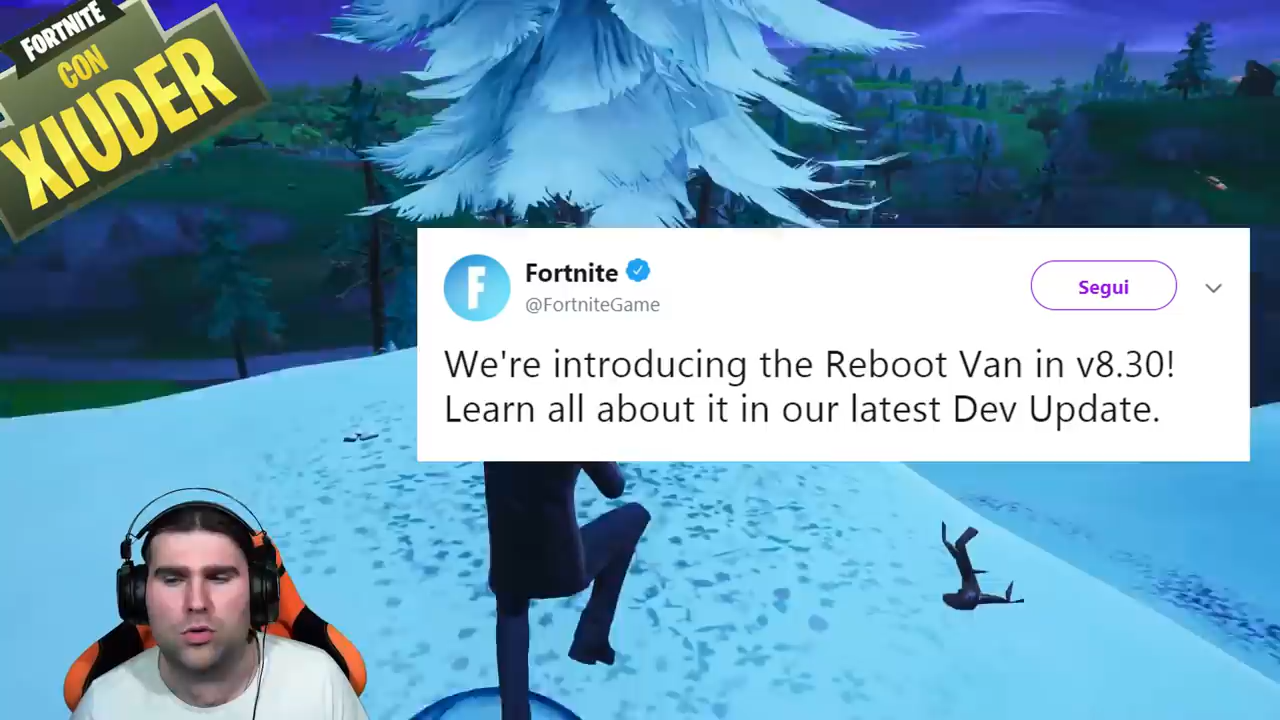 FORTNITE
CON
XIUDER
Fortnite
@FortniteGame
Segui
We're introducing the Reboot Van in v8.30!
Learn all about it in our latest Dev Update.